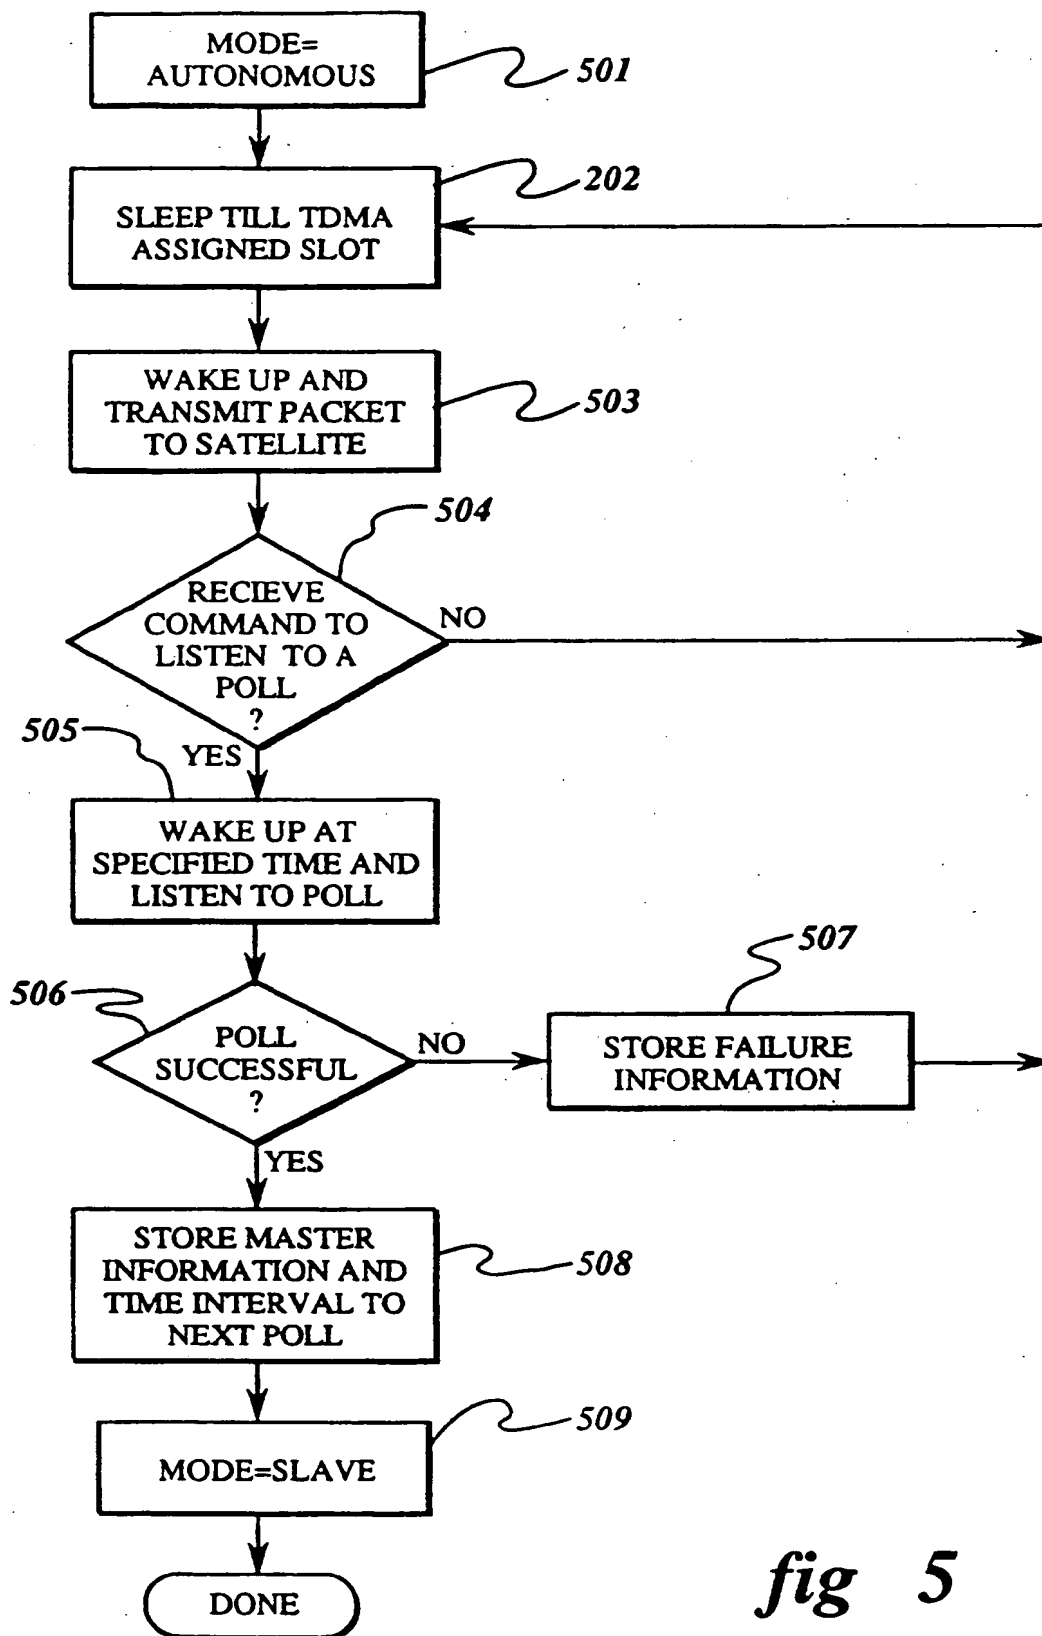 MODE=
AUTONOMOUS
501
202
SLEEP TILL TDMA
ASSIGNED SLOT
WAKE UP AND
TRANSMIT PACKET
TO SATELLITE
503
504
RECIEVE
COMMAND TO
LISTEN TO A
POLL
?
NO
505
YES
WAKE UP AT
SPECIFIED TIME AND
LISTEN TO POLL
506
POLL
SUCCESSFUL
?
NO
507
STORE FAILURE
INFORMATION
YES
STORE MASTER
INFORMATION AND
TIME INTERVAL TO
NEXT POLL
508
509
MODE=SLAVE
DONE
fig 5